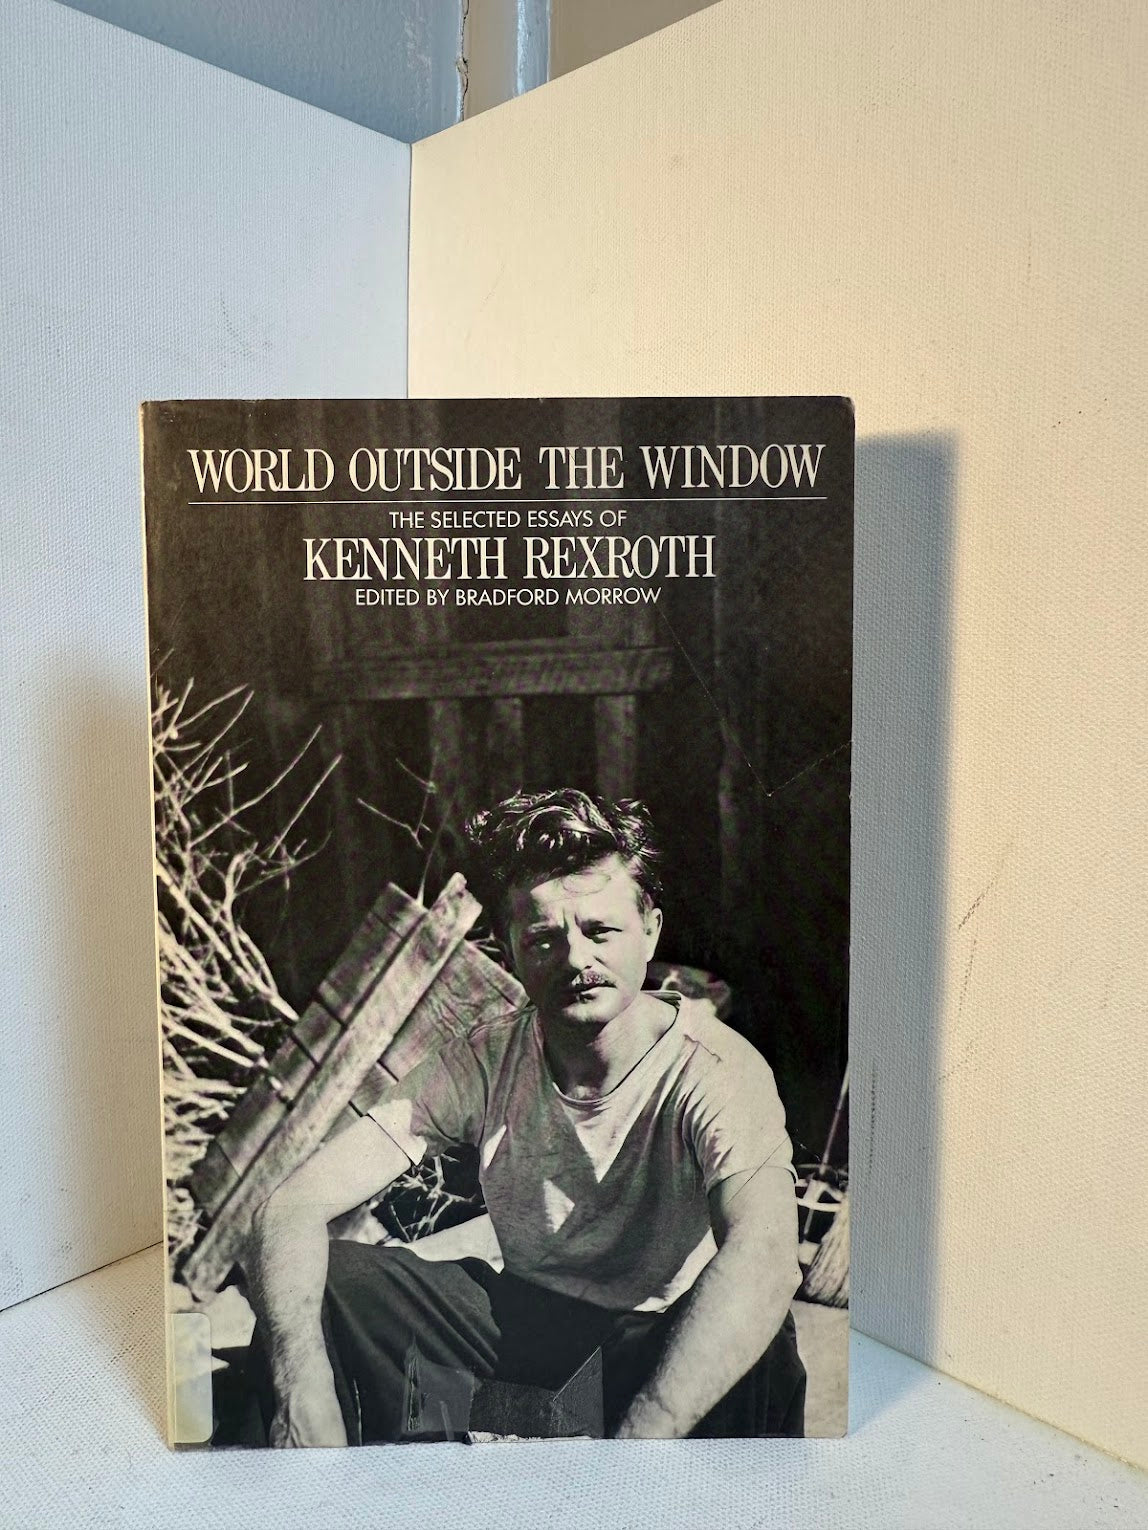 WORLD OUTSIDE THE WINDOW
THE SELECTED ESSAYS OF
KENNETH REXROTH
EDITED BY BRADFORD MORROW